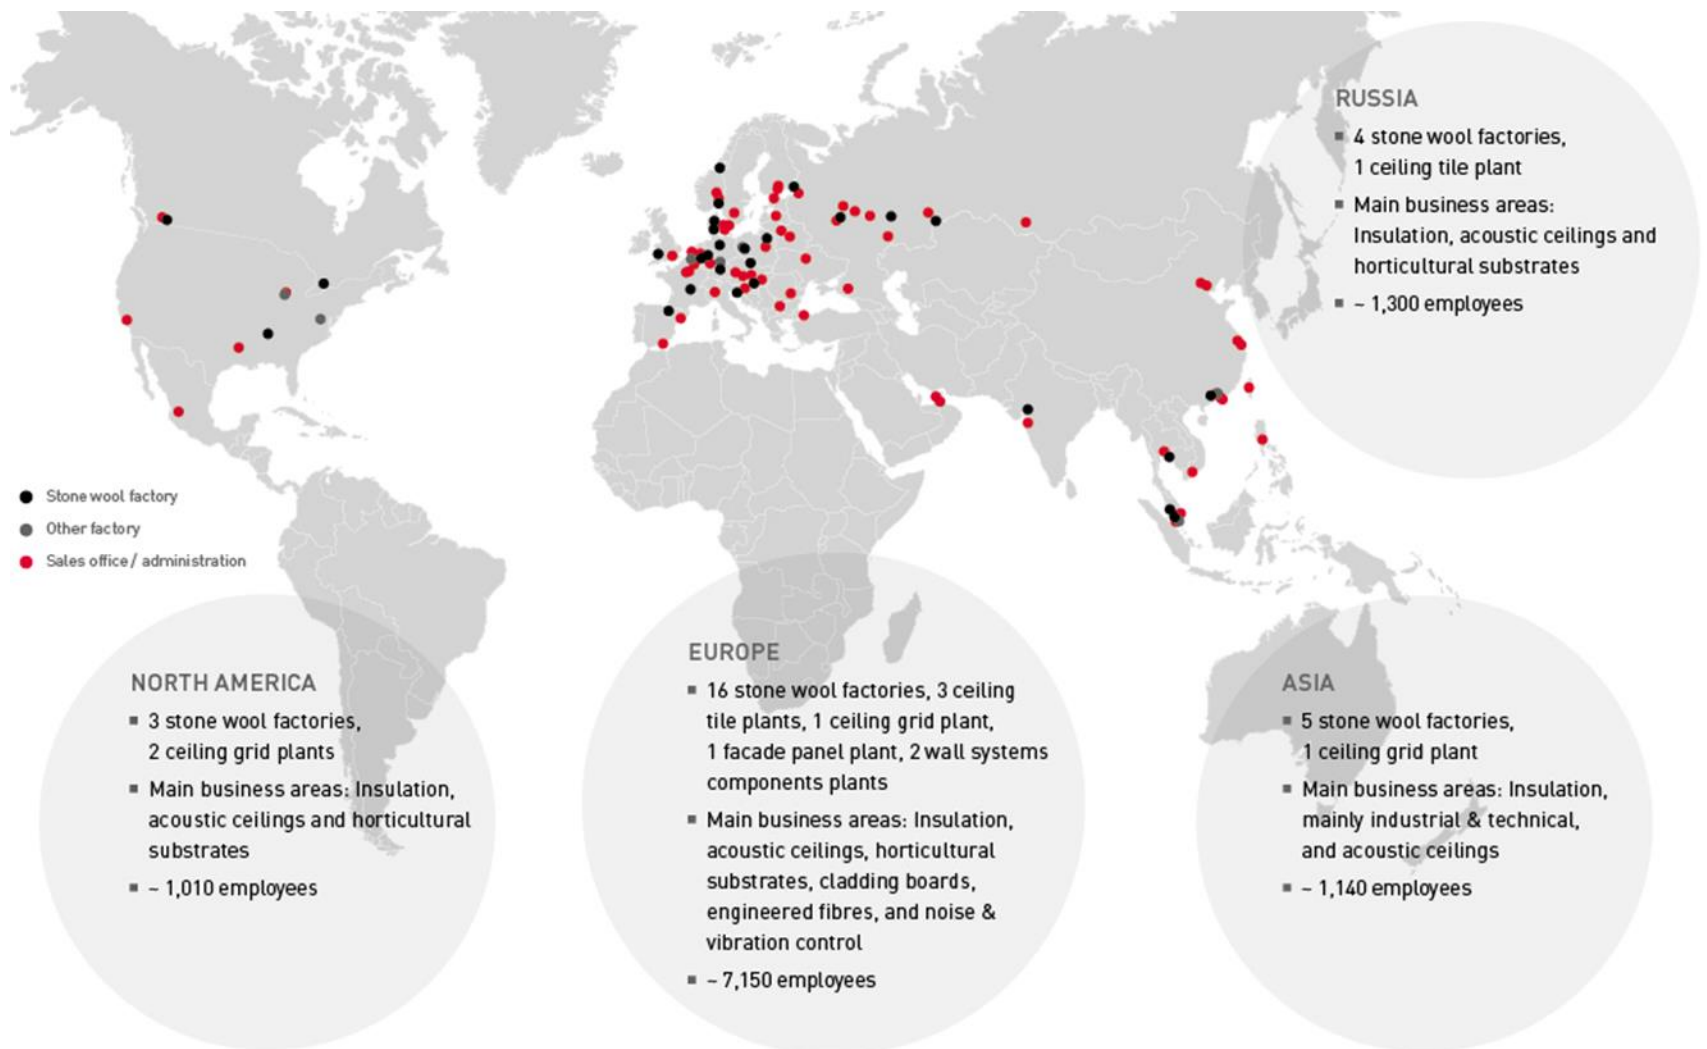 RUSSIA
▪ 4 stone wool factories,
1 ceiling tile plant
▪ Main business areas:
Insulation, acoustic ceilings and
horticultural substrates
▪ ~ 1,300 employees
Stone wool factory
Other factory
Sales office / administration
NORTH AMERICA
▪ 3 stone wool factories,
2 ceiling grid plants
▪ Main business areas: Insulation,
acoustic ceilings and horticultural
substrates
▪ ~ 1,010 employees
EUROPE
▪ 16 stone wool factories, 3 ceiling
tile plants, 1 ceiling grid plant,
1 facade panel plant, 2 wall systems
components plants
▪ Main business areas: Insulation,
acoustic ceilings, horticultural
substrates, cladding boards,
engineered fibres, and noise &
vibration control
▪ ~ 7,150 employees
ASIA
▪ 5 stone wool factories,
1 ceiling grid plant
▪ Main business areas: Insulation,
mainly industrial & technical,
and acoustic ceilings
▪ ~ 1,140 employees